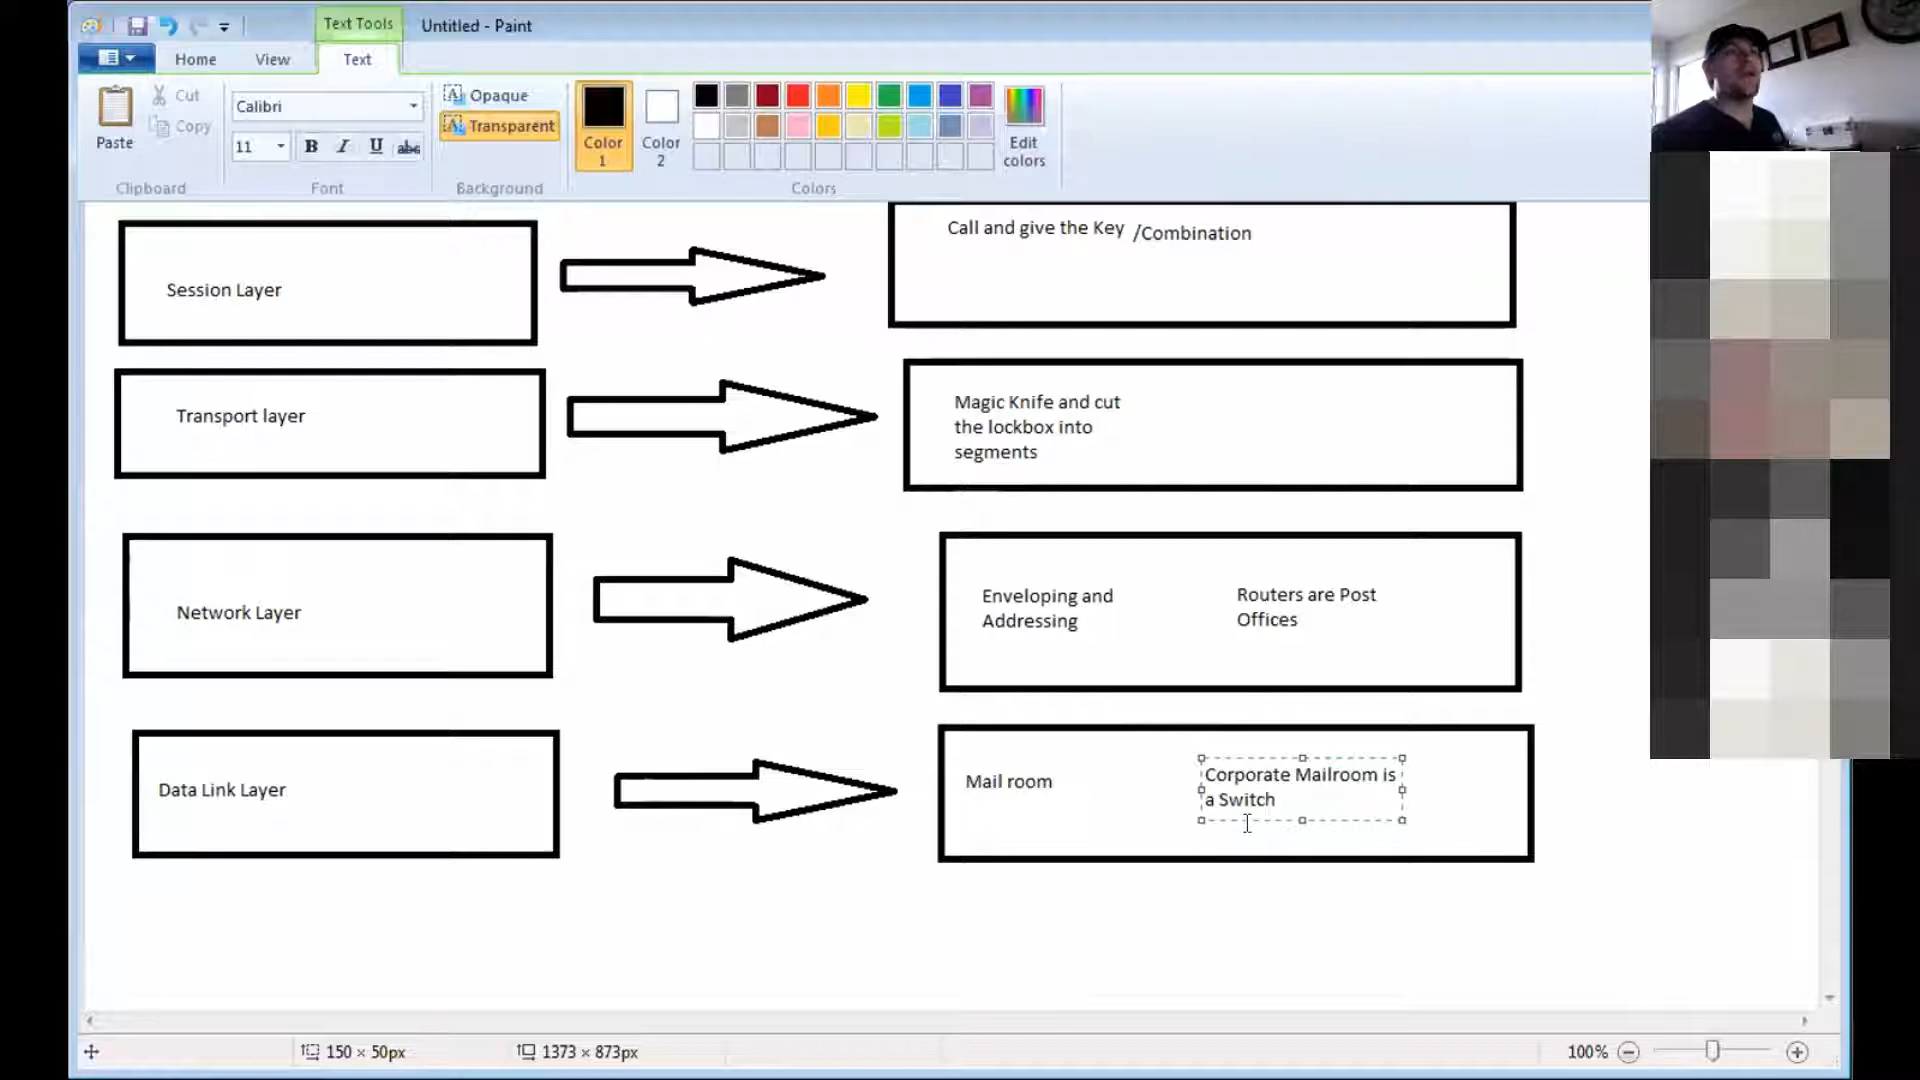 Text Tools
Untitled - Paint
Home
View
Text
Paste
Cut
Copy
Clipboard
Calibri
11
B
I
U
abc
Font
Opaque
Transparent
Background
Color
1
Color
2
Edit
colors
Colors
Call and give the Key /Combination
Session Layer
Transport layer
Magic Knife and cut
the lockbox into
segments
Network Layer
Enveloping and
Addressing
Routers are Post
Offices
Data Link Layer
Mail room
Corporate Mailroom is
a Switch
150 × 50px
1373 × 873px
100%